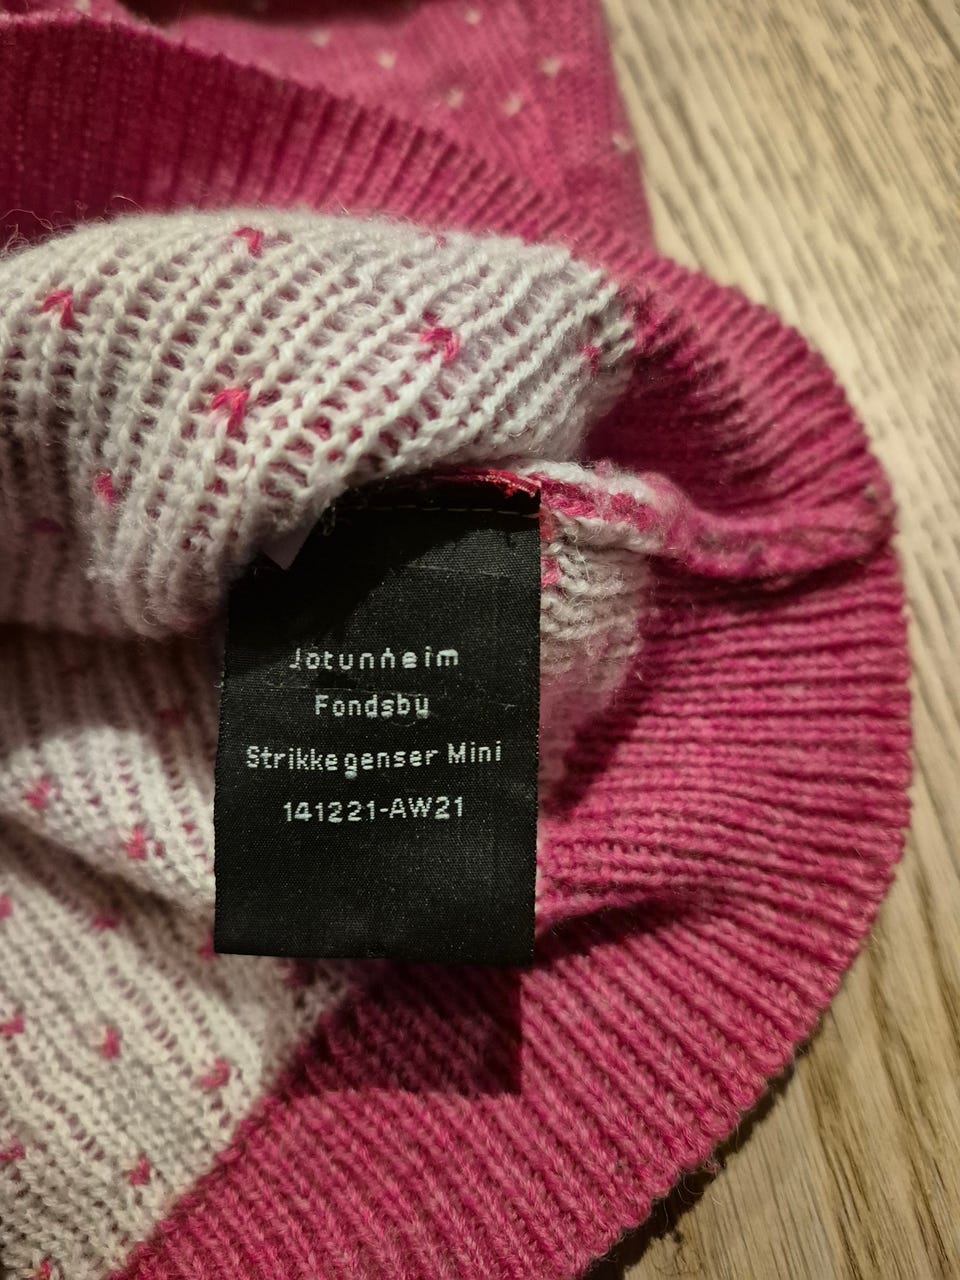 Jotunheim
Fondsbu
Strikkegenser Mini
141221-AW21